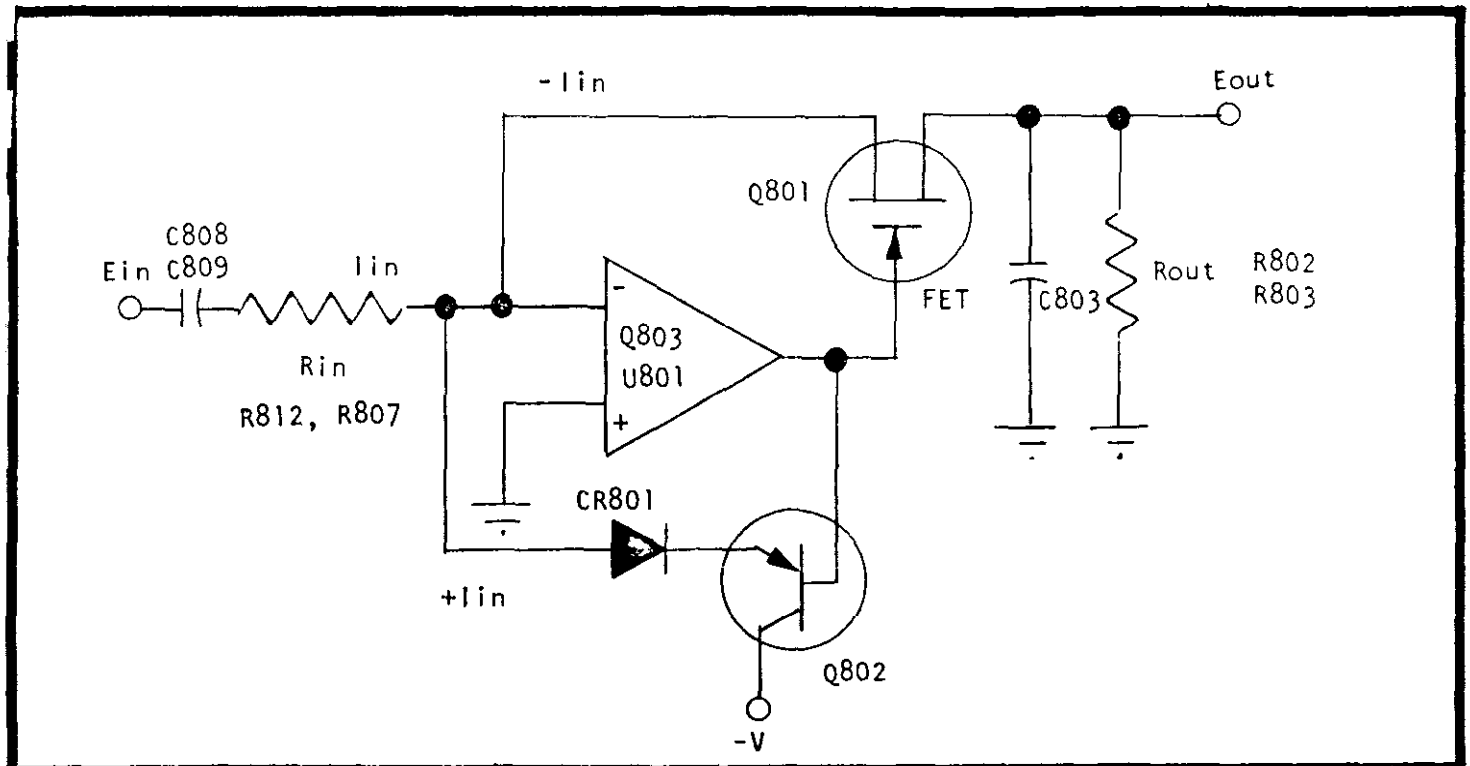 -Iin
Eout
Q801
C808
C809
Ein
Iin
FET
C803
Rout
R802
R803
-
Q803
U801
+
Rin
R812, R807
CR801
+Iin
Q802
-V